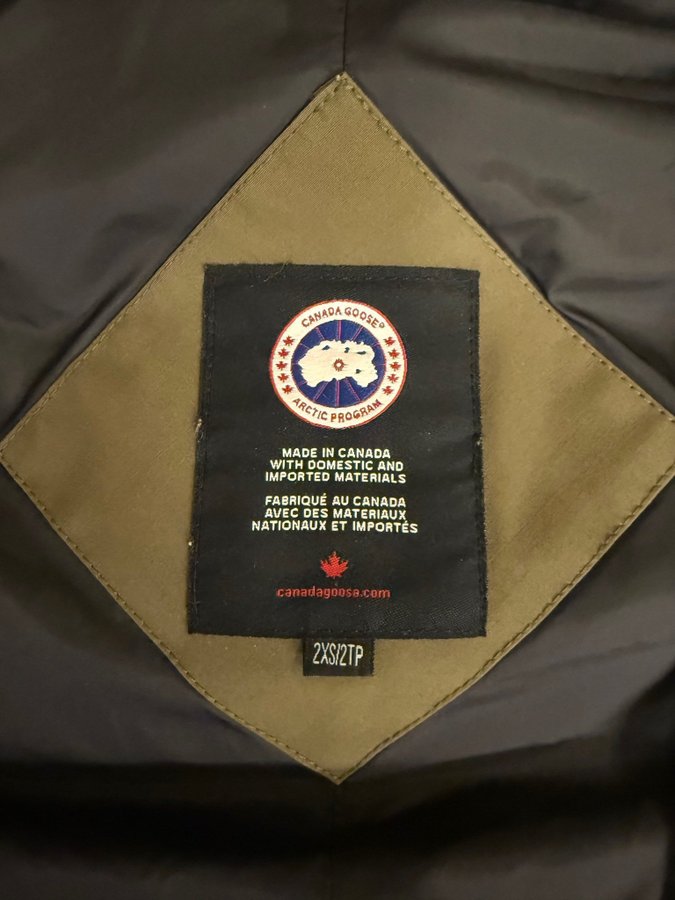 CANADA GOOSE®
ARCTIC PROGRAM
MADE IN CANADA
WITH DOMESTIC AND
IMPORTED MATERIALS
FABRIQUÉ AU CANADA
AVEC DES MATERIAUX
NATIONAUX ET IMPORTÉS
canadagoose.com
2XS/2TP